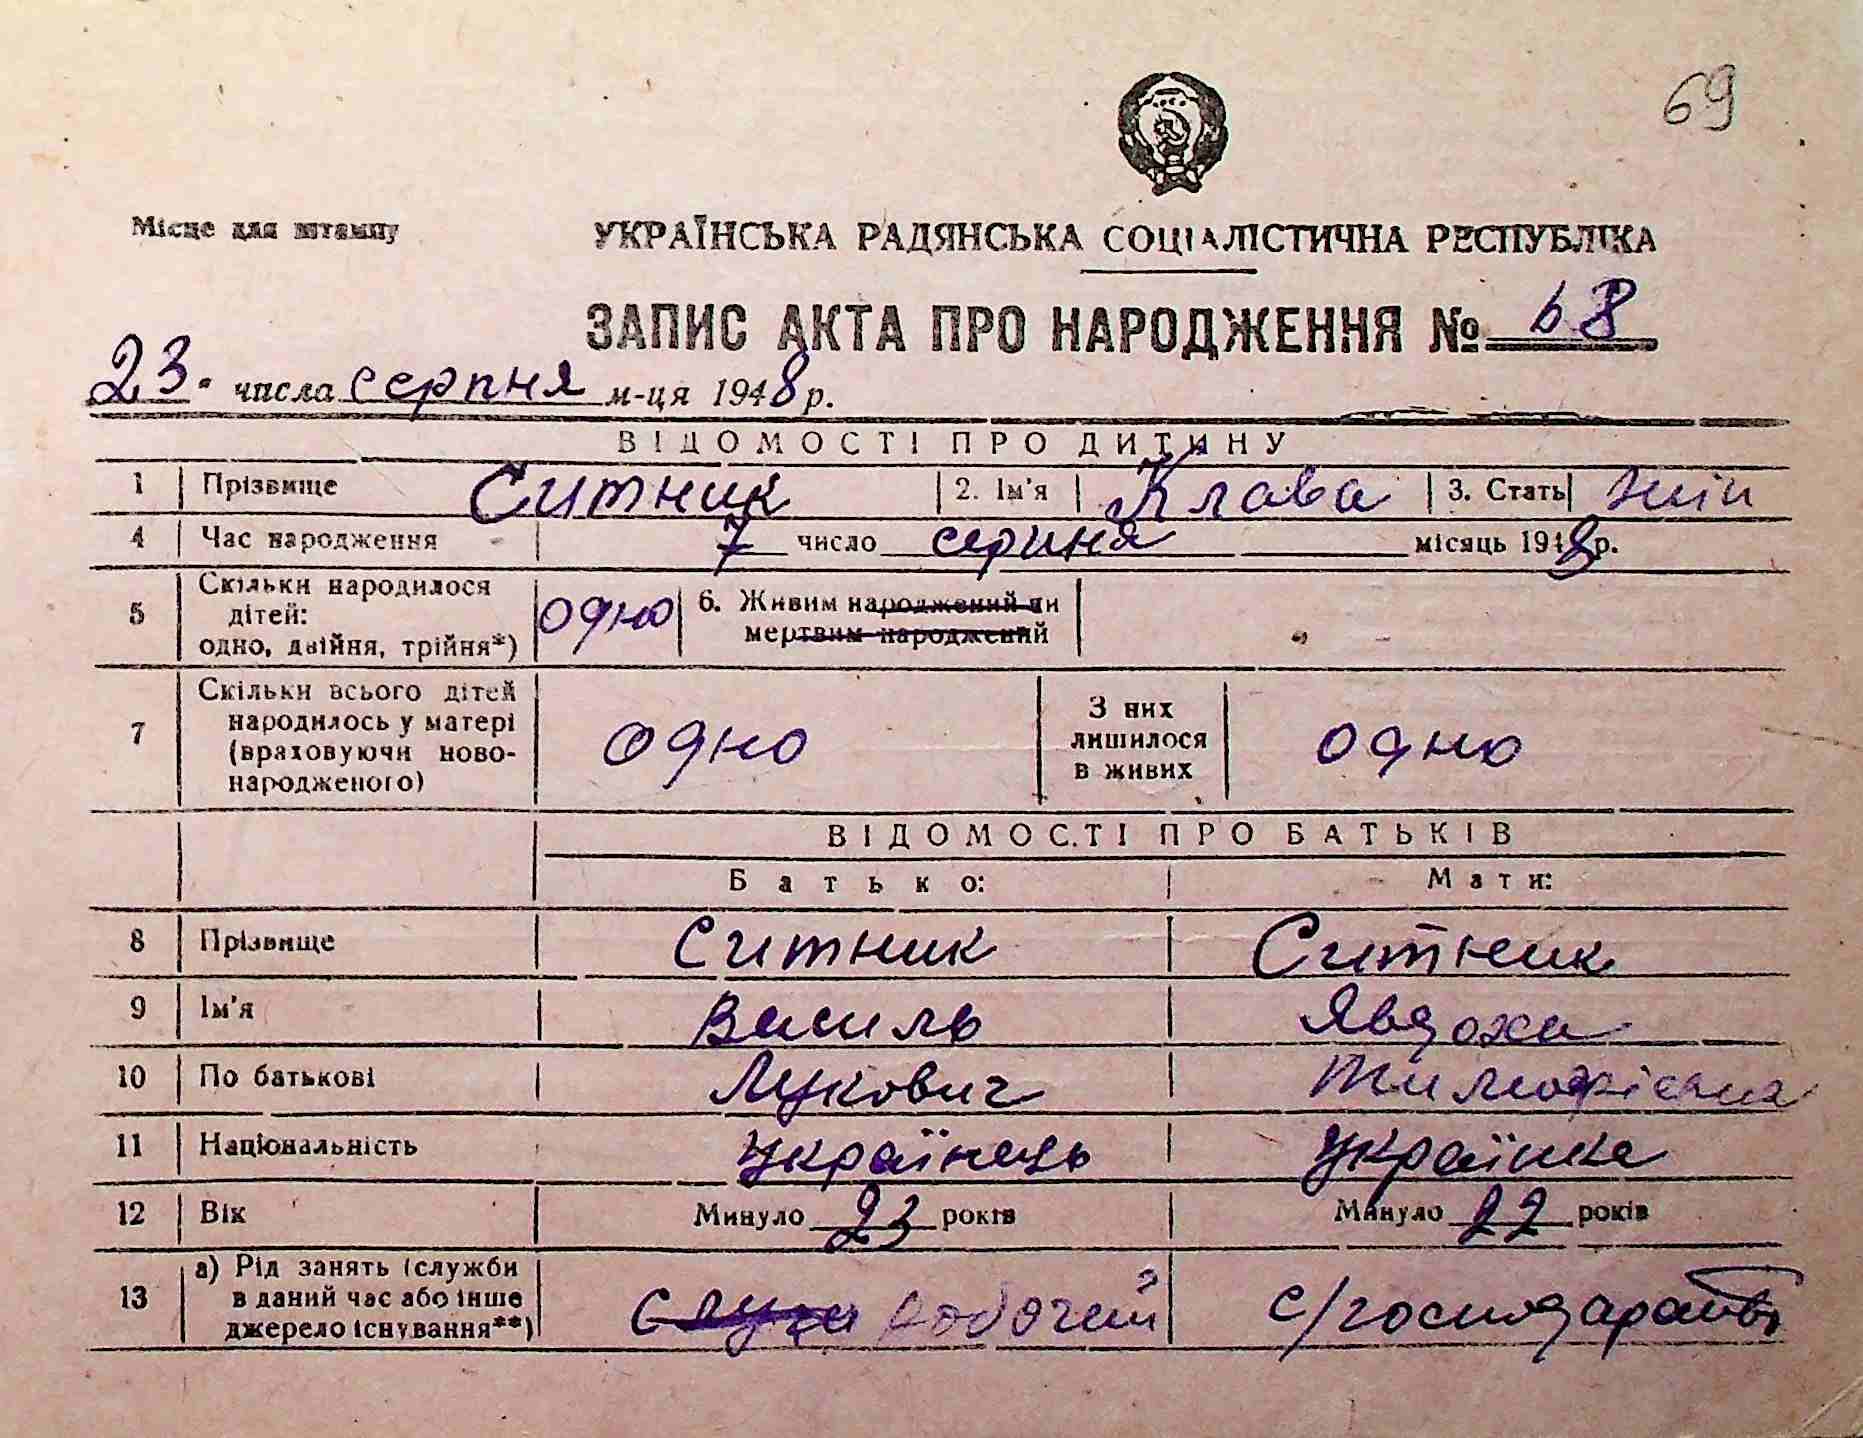 69
Місце для штампу
УКРАЇНСЬКА РАДЯНСЬКА СОЦІАЛІСТИЧНА РЕСПУБЛІКА
ЗАПИС АКТА ПРО НАРОДЖЕННЯ № 68
23. числа серпня м-ця 1948 р.
ВІДОМОСТІ ПРО ДИТИНУ
1 Прізвище Ситник 2. Ім'я Клава 3. Стать жін
4 Час народження 7 число серпня місяць 1948 р.
5 Скільки народилося дітей: одно, двійня, трійня*) одно 6. Живим народжений чи мертвим народжений
7 Скільки всього дітей народилось у матері (враховуючи ново-народженого) одно З них лишилося в живих одно
ВІДОМОСТІ ПРО БАТЬКІВ
Батько: Мати:
8 Прізвище Ситник Ситник
9 Ім'я Василь Явдоха
10 По батькові Лукович Тимофієвна
11 Національність Українець Українка
12 Вік Минуло 23 років Минуло 22 років
13 а) Рід занять (служби в даний час або інше джерело існування**) робочий с/господарство